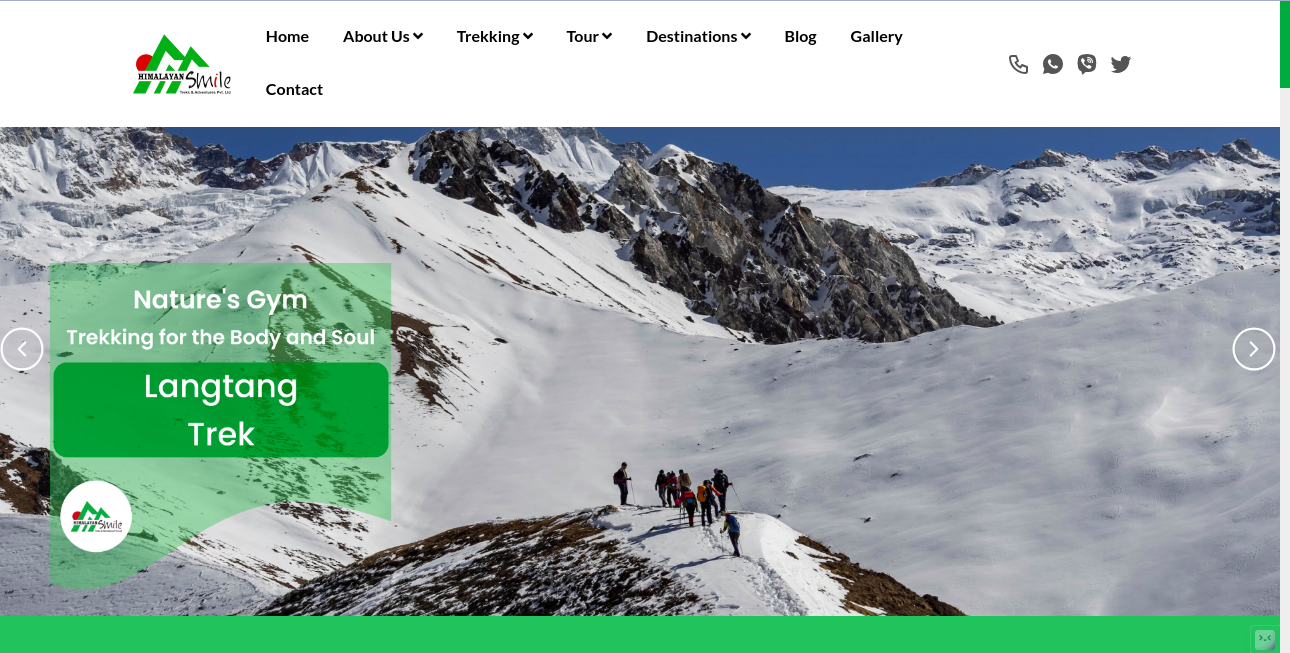 Home
About Us
Trekking
Tour
Destinations
Blog
Gallery
Contact
HIMALAYAN
Smile
Treks & Adventures Pvt. Ltd
Nature's Gym
Trekking for the Body and Soul
Langtang
Trek
HIMALAYAN
Smile